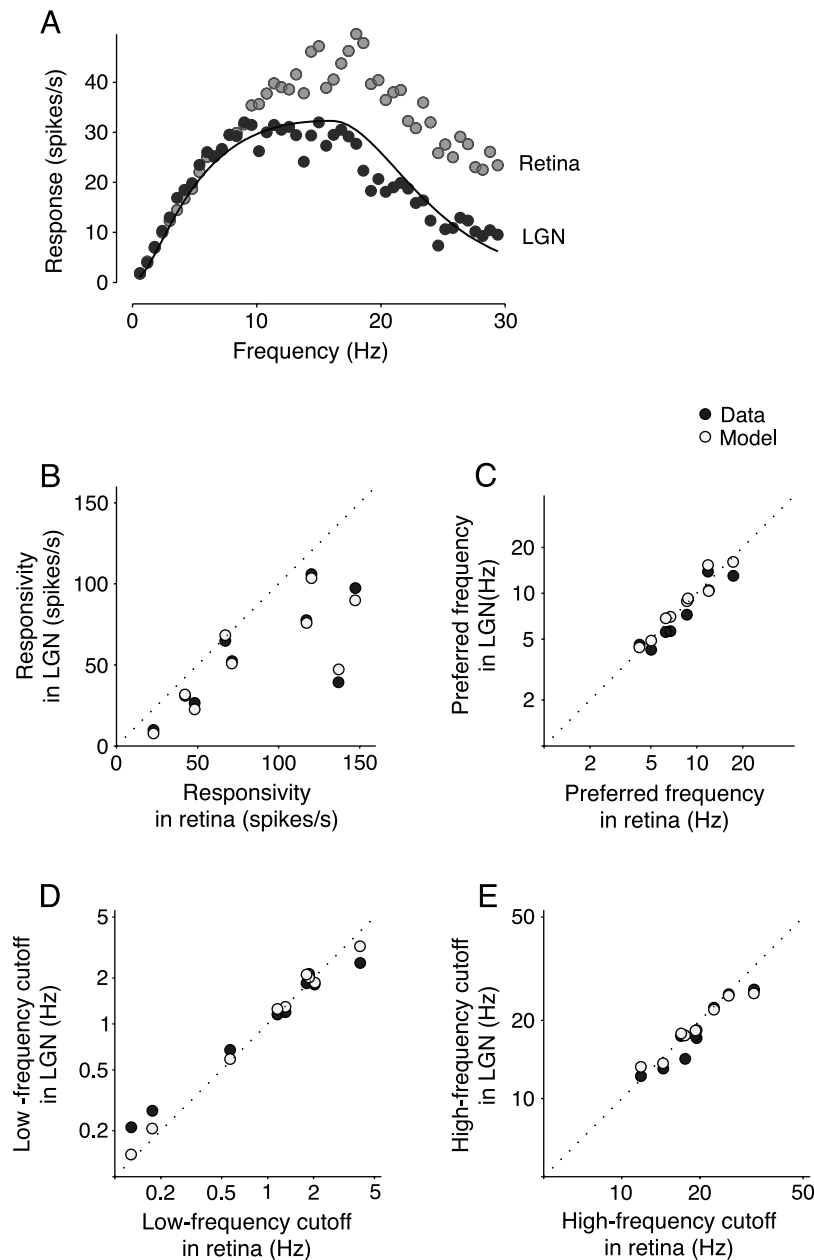 A
Response (spikes/s)
40
30
20
10
0
Retina
LGN
0 10 20 30
Frequency (Hz)
Data
Model
B
Responsivity
in LGN (spikes/s)
150
100
50
0
0 50 100 150
Responsivity
in retina (spikes/s)
C
Preferred frequency
in LGN(Hz)
20
10
5
2
2 5 10 20
Preferred frequency
in retina (Hz)
D
Low -frequency cutoff
in LGN (Hz)
5
2
1
0.5
0.2
0.2 0.5 1 2 5
Low-frequency cutoff
in retina (Hz)
E
High-frequency cutoff
in LGN (Hz)
50
20
10
10 20 50
High-frequency cutoff
in retina (Hz)